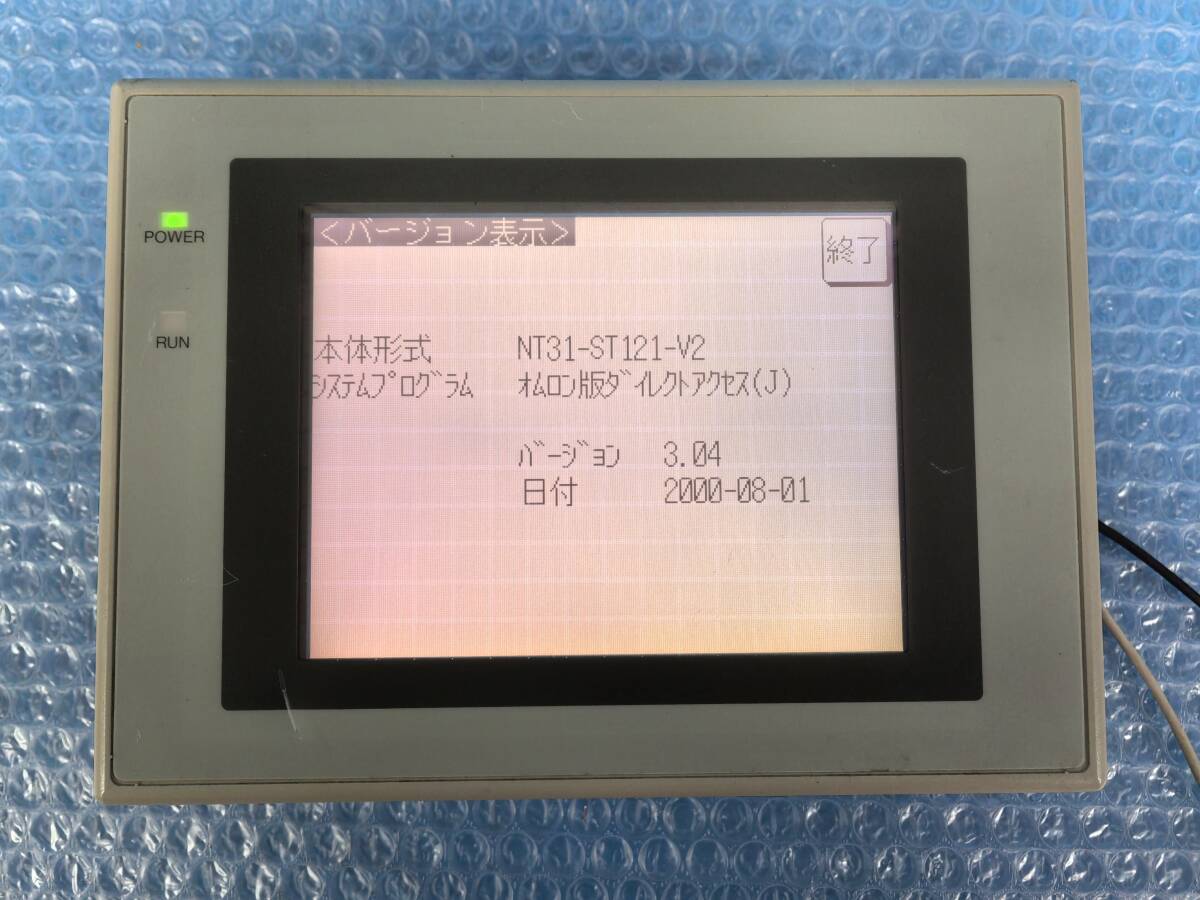 <バージョン表示>
終了
POWER
RUN
本体形式 NT31-ST121-V2
システムプログラム オムロン版ダイレクトアクセス(J)
バージョン 3.04
日付 2000-08-01